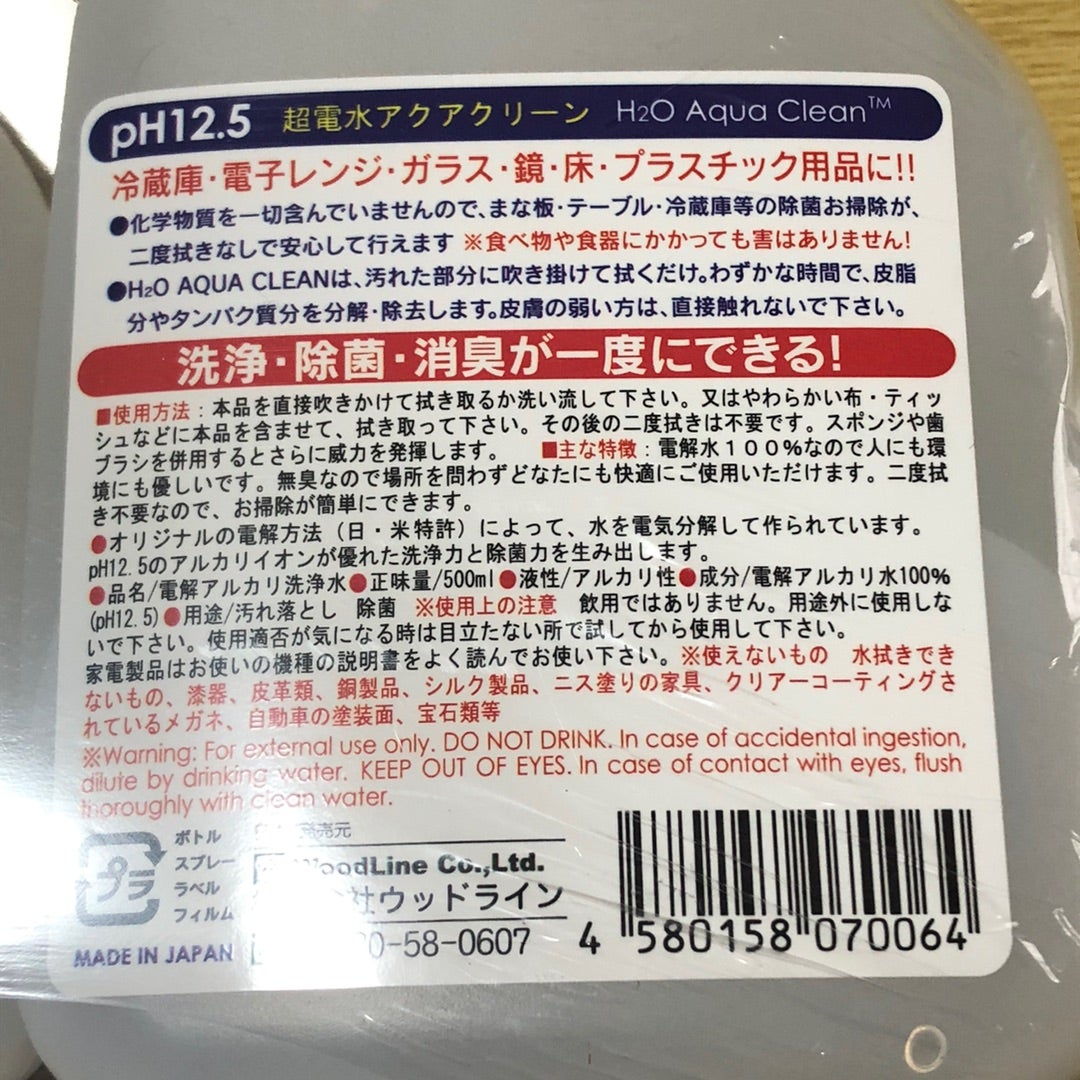 pH12.5 超電水アクアクリーン H2O Aqua Clean™
冷蔵庫・電子レンジ・ガラス・鏡・床・プラスチック用品に!!
●化学物質を一切含んでいませんので、まな板・テーブル・冷蔵庫等の除菌お掃除が、
二度拭きなしで安心して行えます ※食べ物や食器にかかっても害はありません!
●H2O AQUA CLEANは、汚れた部分に吹き掛けて拭くだけ。わずかな時間で、皮脂
分やタンパク質分を分解・除去します。皮膚の弱い方は、直接触れないで下さい。
洗浄・除菌・消臭が一度にできる!
■使用方法：本品を直接吹きかけて拭き取るか洗い流して下さい。又はやわらかい布・ティッ
シュなどに本品を含ませて、拭き取って下さい。その後の二度拭きは不要です。スポンジや歯
ブラシを併用するとさらに威力を発揮します。 ■主な特徴：電解水１００％なので人にも環
境にも優しいです。無臭なので場所を問わずどなたにも快適にご使用いただけます。二度拭
き不要なので、お掃除が簡単にできます。
●オリジナルの電解方法（日・米特許）によって、水を電気分解して作られています。
pH12.5のアルカリイオンが優れた洗浄力と除菌力を生み出します。
●品名/電解アルカリ洗浄水●正味量/500ml●液性/アルカリ性●成分/電解アルカリ水100%
(pH12.5)●用途/汚れ落とし 除菌 ※使用上の注意 飲用ではありません。用途外に使用しな
いで下さい。使用適否が気になる時は目立たない所で試してから使用して下さい。
家電製品はお使いの機種の説明書をよく読んでお使い下さい。※使えないもの 水拭きでき
ないもの、漆器、皮革類、銅製品、シルク製品、ニス塗りの家具、クリアーコーティングさ
れているメガネ、自動車の塗装面、宝石類等
※Warning: For external use only. DO NOT DRINK. In case of accidental ingestion,
dilute by drinking water. KEEP OUT OF EYES. In case of contact with eyes, flush
thoroughly with clean water.
プラ
ボトル
スプレー
ラベル
フィルム
MADE IN JAPAN
発売元
WoodLine Co.,Ltd.
社ウッドライン
0-58-0607
4 580158 070064